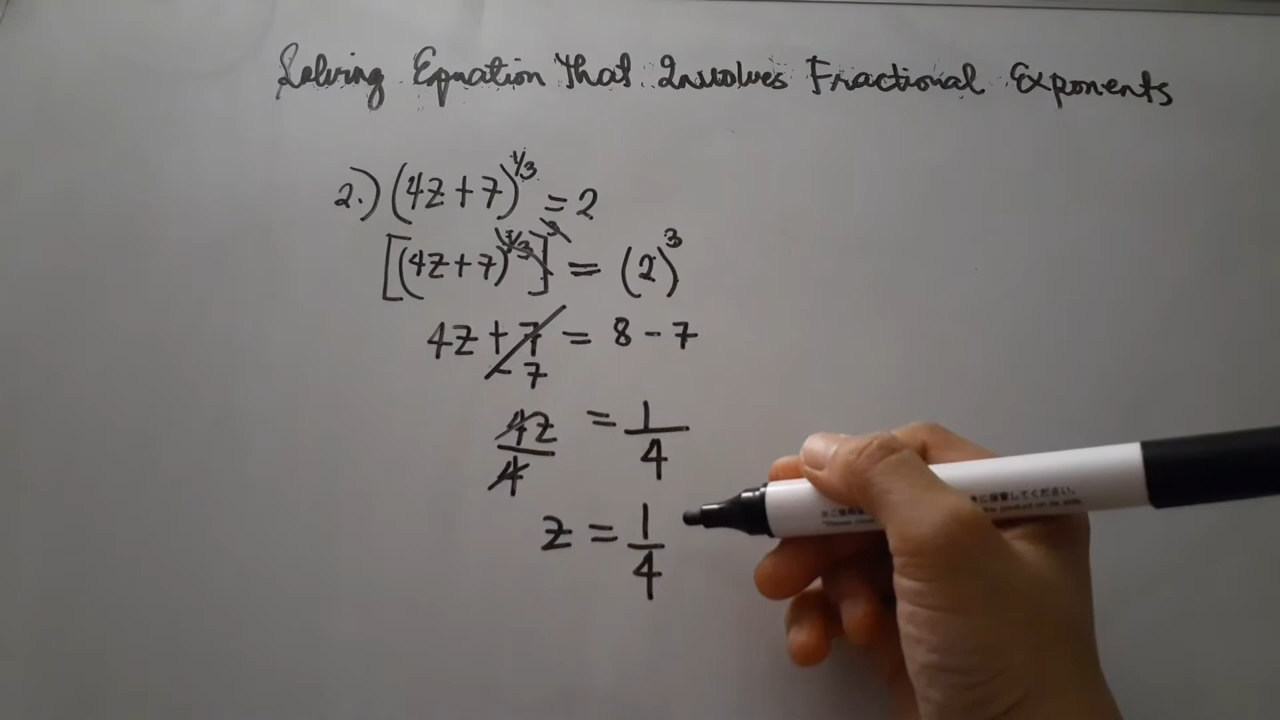 Solving Equation That Involves Fractional Exponents
2.) (4z+7)^1/3 = 2
[(4z+7)^1/3]^3 = (2)^3
4z + 7 = 8 - 7
- 7
4z/4 = 1/4
z = 1/4